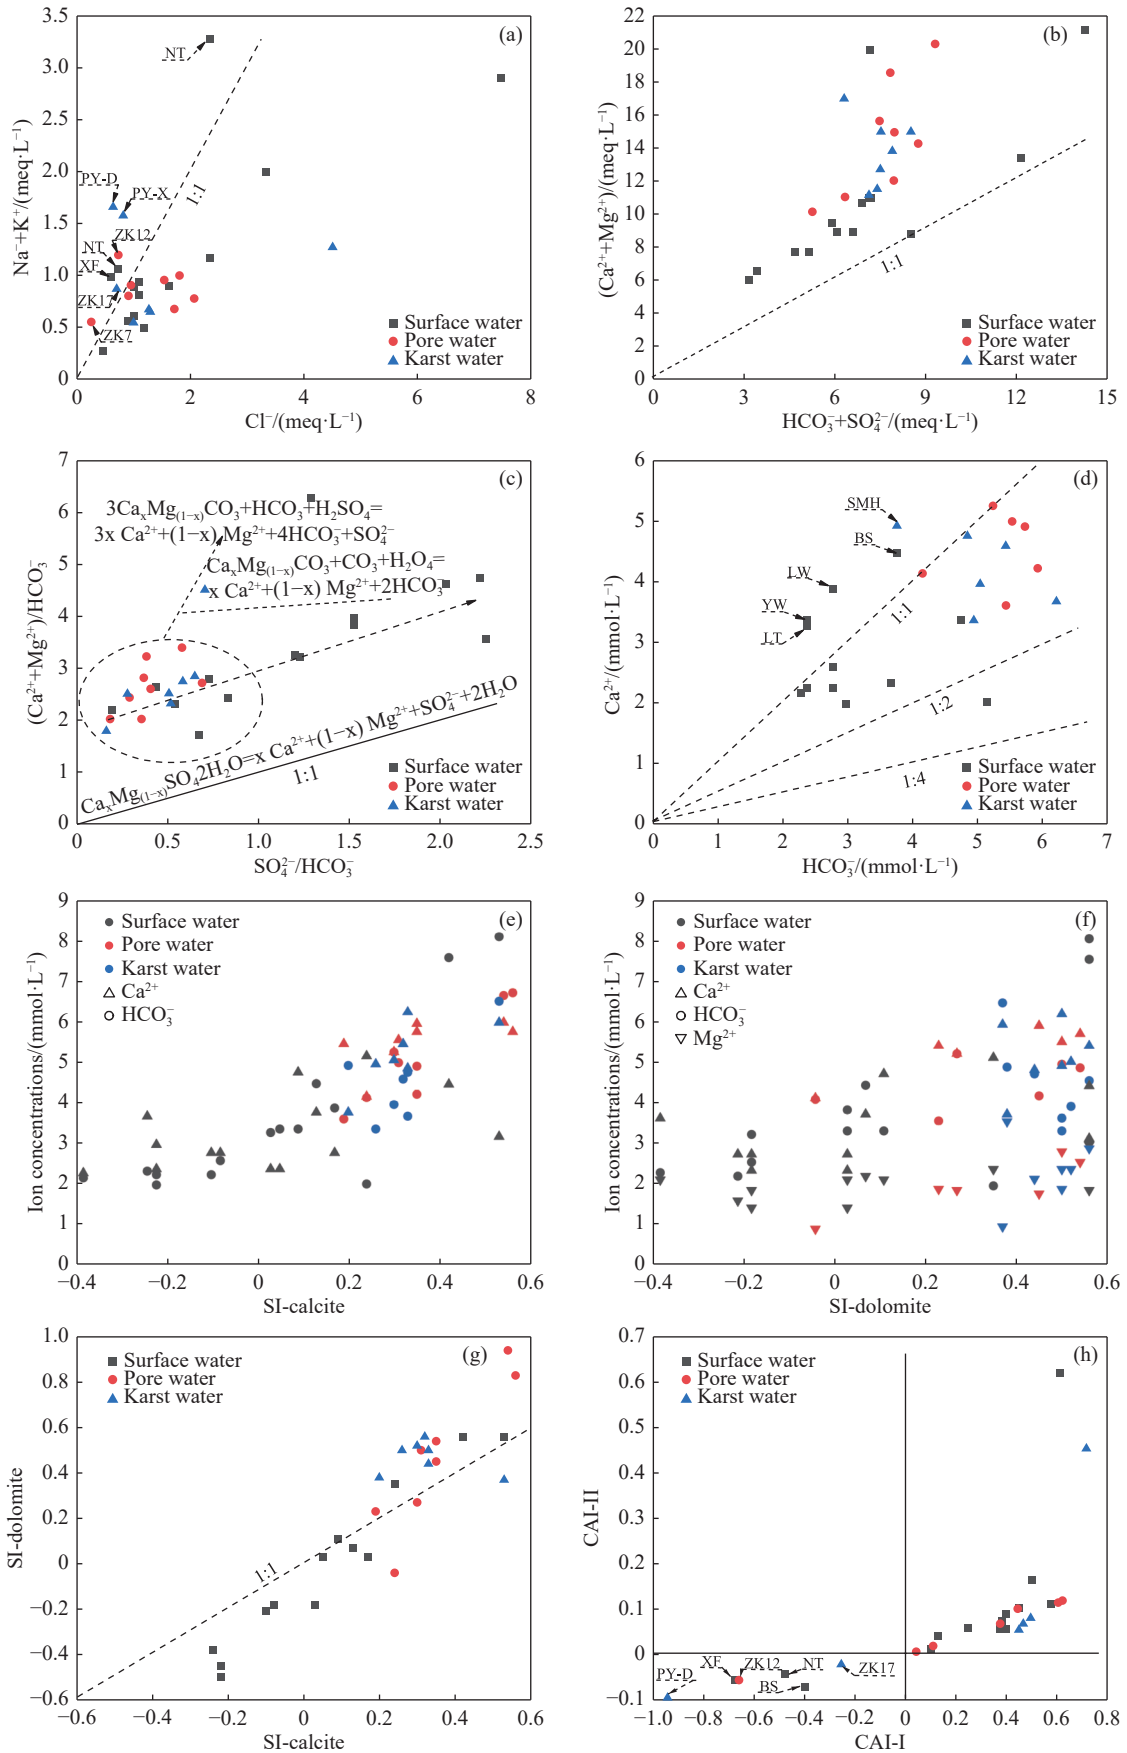 (a)
3.5
3.0
2.5
2.0
1.5
1.0
0.5
0
Na⁻+K⁺/(meq·L⁻¹)
NT
PY-D
PY-X
ZK12
NT
XF
ZK17
ZK7
1:1
Surface water
Pore water
Karst water
0 2 4 6 8
Cl⁻/(meq·L⁻¹)
(b)
22
20
18
16
14
12
10
8
6
4
2
0
(Ca²⁺+Mg²⁺)/(meq·L⁻¹)
1:1
Surface water
Pore water
Karst water
0 3 6 9 12 15
HCO₃⁻+SO₄²⁻/(meq·L⁻¹)
(c)
7
6
5
4
3
2
1
0
(Ca²⁺+Mg²⁺)/HCO₃⁻
3CaₓMg₍₁₋ₓ₎CO₃+HCO₃+H₂SO₄=
3x Ca²⁺+(1−x) Mg²⁺+4HCO₃⁻+SO₄²⁻
CaₓMg₍₁₋ₓ₎CO₃+CO₃+H₂O₄=
x Ca²⁺+(1−x) Mg²⁺+2HCO₃⁻
CaₓMg₍₁₋ₓ₎SO₄2H₂O=x Ca²⁺+(1−x) Mg²⁺+SO₄²⁻+2H₂O
1:1
Surface water
Pore water
Karst water
0 0.5 1.0 1.5 2.0 2.5
SO₄²⁻/HCO₃⁻
(d)
6
5
4
3
2
1
0
Ca²⁺/(mmol·L⁻¹)
SMH
BS
LW
YW
LT
1:1
1:2
1:4
Surface water
Pore water
Karst water
0 1 2 3 4 5 6 7
HCO₃⁻/(mmol·L⁻¹)
(e)
9
8
7
6
5
4
3
2
1
0
Ion concentrations/(mmol·L⁻¹)
Surface water
Pore water
Karst water
Ca²⁺
HCO₃⁻
−0.4 −0.2 0 0.2 0.4 0.6
SI-calcite
(f)
9
8
7
6
5
4
3
2
1
0
Ion concentrations/(mmol·L⁻¹)
Surface water
Pore water
Karst water
Ca²⁺
HCO₃⁻
Mg²⁺
−0.4 −0.2 0 0.2 0.4 0.6
SI-dolomite
(g)
1.0
0.8
0.6
0.4
0.2
0
−0.2
−0.4
−0.6
SI-dolomite
Surface water
Pore water
Karst water
1:1
−0.6 −0.4 −0.2 0 0.2 0.4 0.6
SI-calcite
(h)
0.7
0.6
0.5
0.4
0.3
0.2
0.1
0
−0.1
CAI-II
Surface water
Pore water
Karst water
PY-D
XF
ZK12
NT
BS
ZK17
−1.0 −0.8 −0.6 −0.4 −0.2 0 0.2 0.4 0.6 0.8
CAI-I